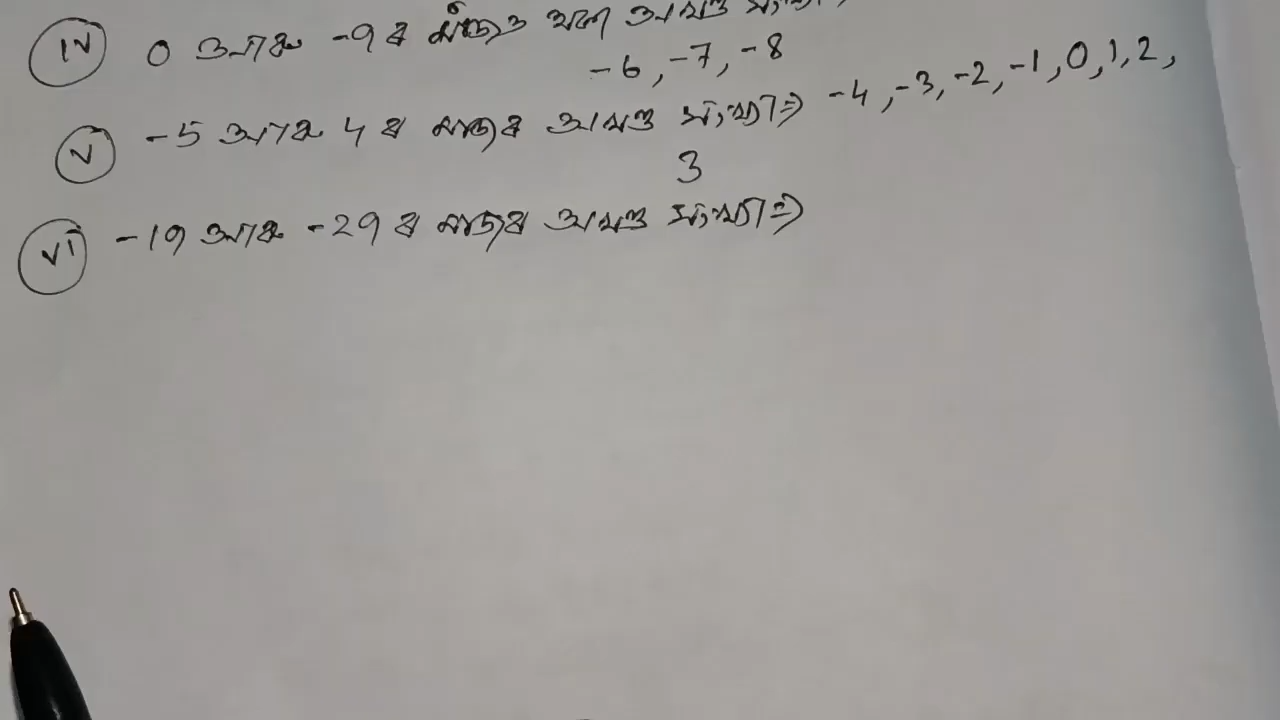 (iv) 0 আৰু -9 ৰ মাজত থকা অখণ্ড সংখ্যা
-6, -7, -8
(v) -5 আৰু 4 ৰ মাজৰ অখণ্ড সংখ্যা⇒ -4, -3, -2, -1, 0, 1, 2,
3
(vi) -19 আৰু -29 ৰ মাজৰ অখণ্ড সংখ্যা⇒